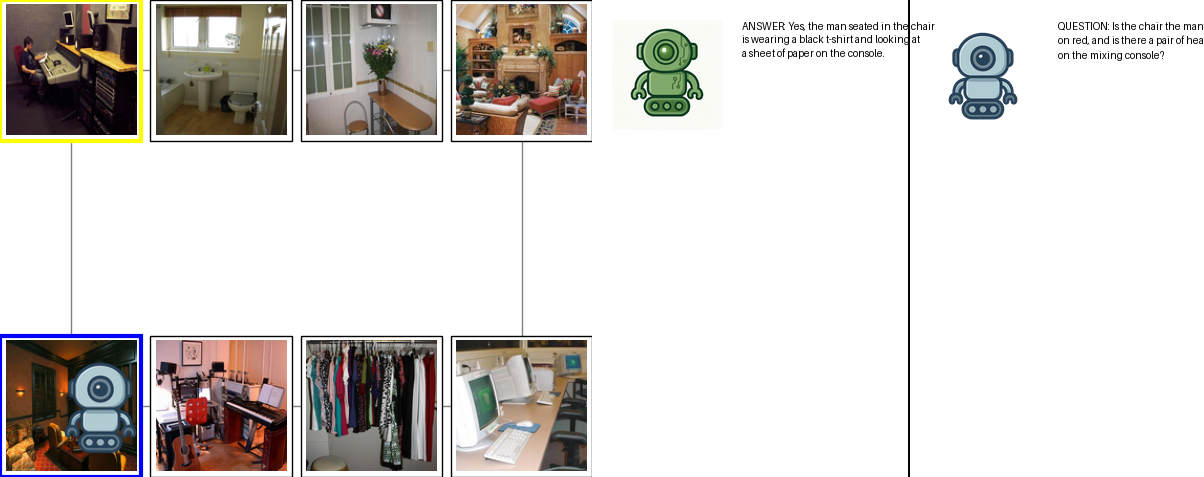 ANSWER: Yes, the man seated in the chair
is wearing a black t-shirt and looking at
a sheet of paper on the console.
QUESTION: Is the chair the man
on red, and is there a pair of hea
on the mixing console?